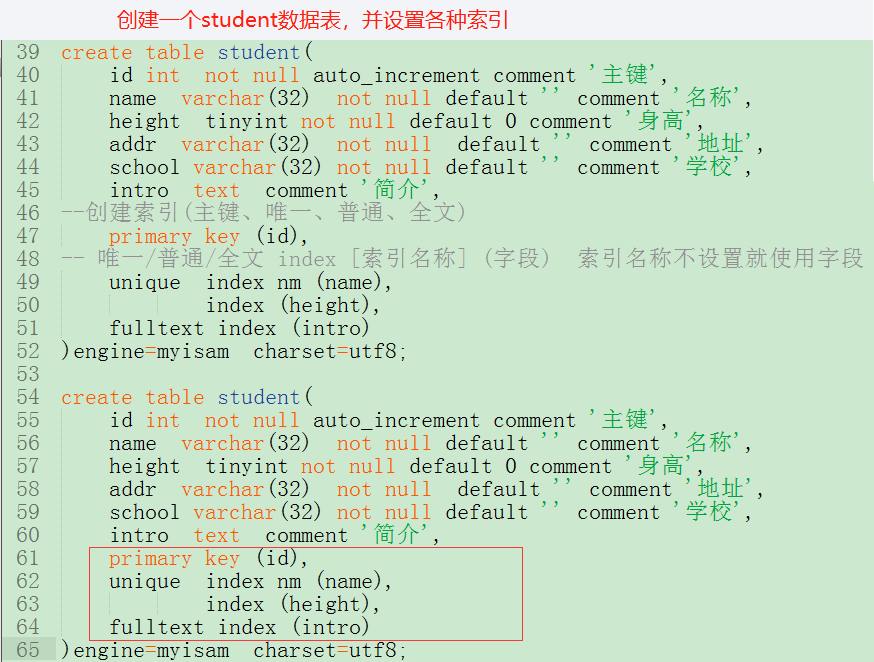 创建一个student数据表，并设置各种索引
39 create table student(
40 id int not null auto_increment comment '主键',
41 name varchar(32) not null default '' comment '名称',
42 height tinyint not null default 0 comment '身高',
43 addr varchar(32) not null default '' comment '地址',
44 school varchar(32) not null default '' comment '学校',
45 intro text comment '简介',
46 --创建索引(主键、唯一、普通、全文)
47 primary key (id),
48 -- 唯一/普通/全文 index [索引名称] (字段) 索引名称不设置就使用字段
49 unique index nm (name),
50 index (height),
51 fulltext index (intro)
52 )engine=myisam charset=utf8;
53
54 create table student(
55 id int not null auto_increment comment '主键',
56 name varchar(32) not null default '' comment '名称',
57 height tinyint not null default 0 comment '身高',
58 addr varchar(32) not null default '' comment '地址',
59 school varchar(32) not null default '' comment '学校',
60 intro text comment '简介',
61 primary key (id),
62 unique index nm (name),
63 index (height),
64 fulltext index (intro)
65 )engine=myisam charset=utf8;